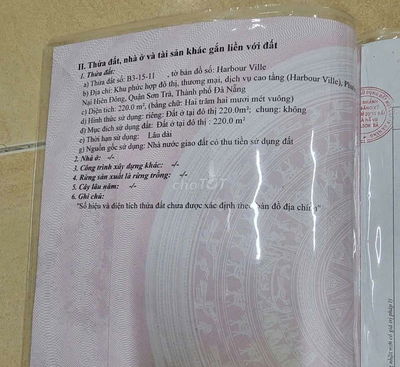 II. Thửa đất, nhà ở và tài sản khác gắn liền với đất
1. Thửa đất:
a) Thửa đất số: B3-15-11 , tờ bản đồ số: Harbour Ville
b) Địa chỉ: Khu phức hợp đô thị, thương mại, dịch vụ cao tầng (Harbour Ville),
Nại Hiên Đông, Quận Sơn Trà, Thành phố Đà Nẵng
c) Diện tích: 220.0 m², (bằng chữ: Hai trăm hai mươi mét vuông)
d) Hình thức sử dụng: riêng: Đất ở tại đô thị 220.0m²; chung: không
đ) Mục đích sử dụng đất: Đất ở tại đô thị : 220.0 m²
e) Thời hạn sử dụng: Lâu dài
g) Nguồn gốc sử dụng: Nhà nước giao đất có thu tiền sử dụng đất
2. Nhà ở: -/-
3. Công trình xây dựng khác: -/-
4. Rừng sản xuất là rừng trồng: -/-
5. Cây lâu năm: -/-
6. Ghi chú:
"Số hiệu và diện tích thửa đất chưa được xác định theo bản đồ địa chính"
chợTỐT